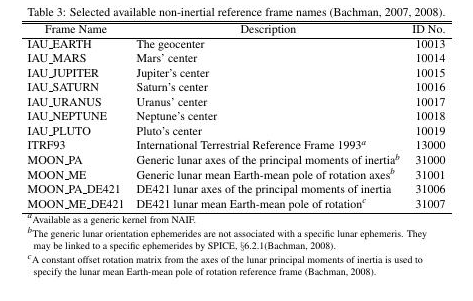 Table 3: Selected available non-inertial reference frame names (Bachman, 2007, 2008).
Frame Name Description ID No.
IAU_EARTH The geocenter 10013
IAU_MARS Mars' center 10014
IAU_JUPITER Jupiter's center 10015
IAU_SATURN Saturn's center 10016
IAU_URANUS Uranus' center 10017
IAU_NEPTUNE Neptune's center 10018
IAU_PLUTO Pluto's center 10019
ITRF93 International Terrestrial Reference Frame 1993a 13000
MOON_PA Generic lunar axes of the principal moments of inertiab 31000
MOON_ME Generic lunar mean Earth-mean pole of rotation axesb 31001
MOON_PA_DE421 DE421 lunar axes of the principal moments of inertia 31006
MOON_ME_DE421 DE421 lunar mean Earth-mean pole of rotationc 31007
aAvailable as a generic kernel from NAIF.
bThe generic lunar orientation ephemerides are not associated with a specific lunar ephemeris. They
may be linked to a specific ephemerides by SPICE, §6.2.1(Bachman, 2008).
cA constant offset rotation matrix from the axes of the lunar principal moments of inertia is used to
specify the lunar mean Earth-mean pole of rotation reference frame (Bachman, 2008).